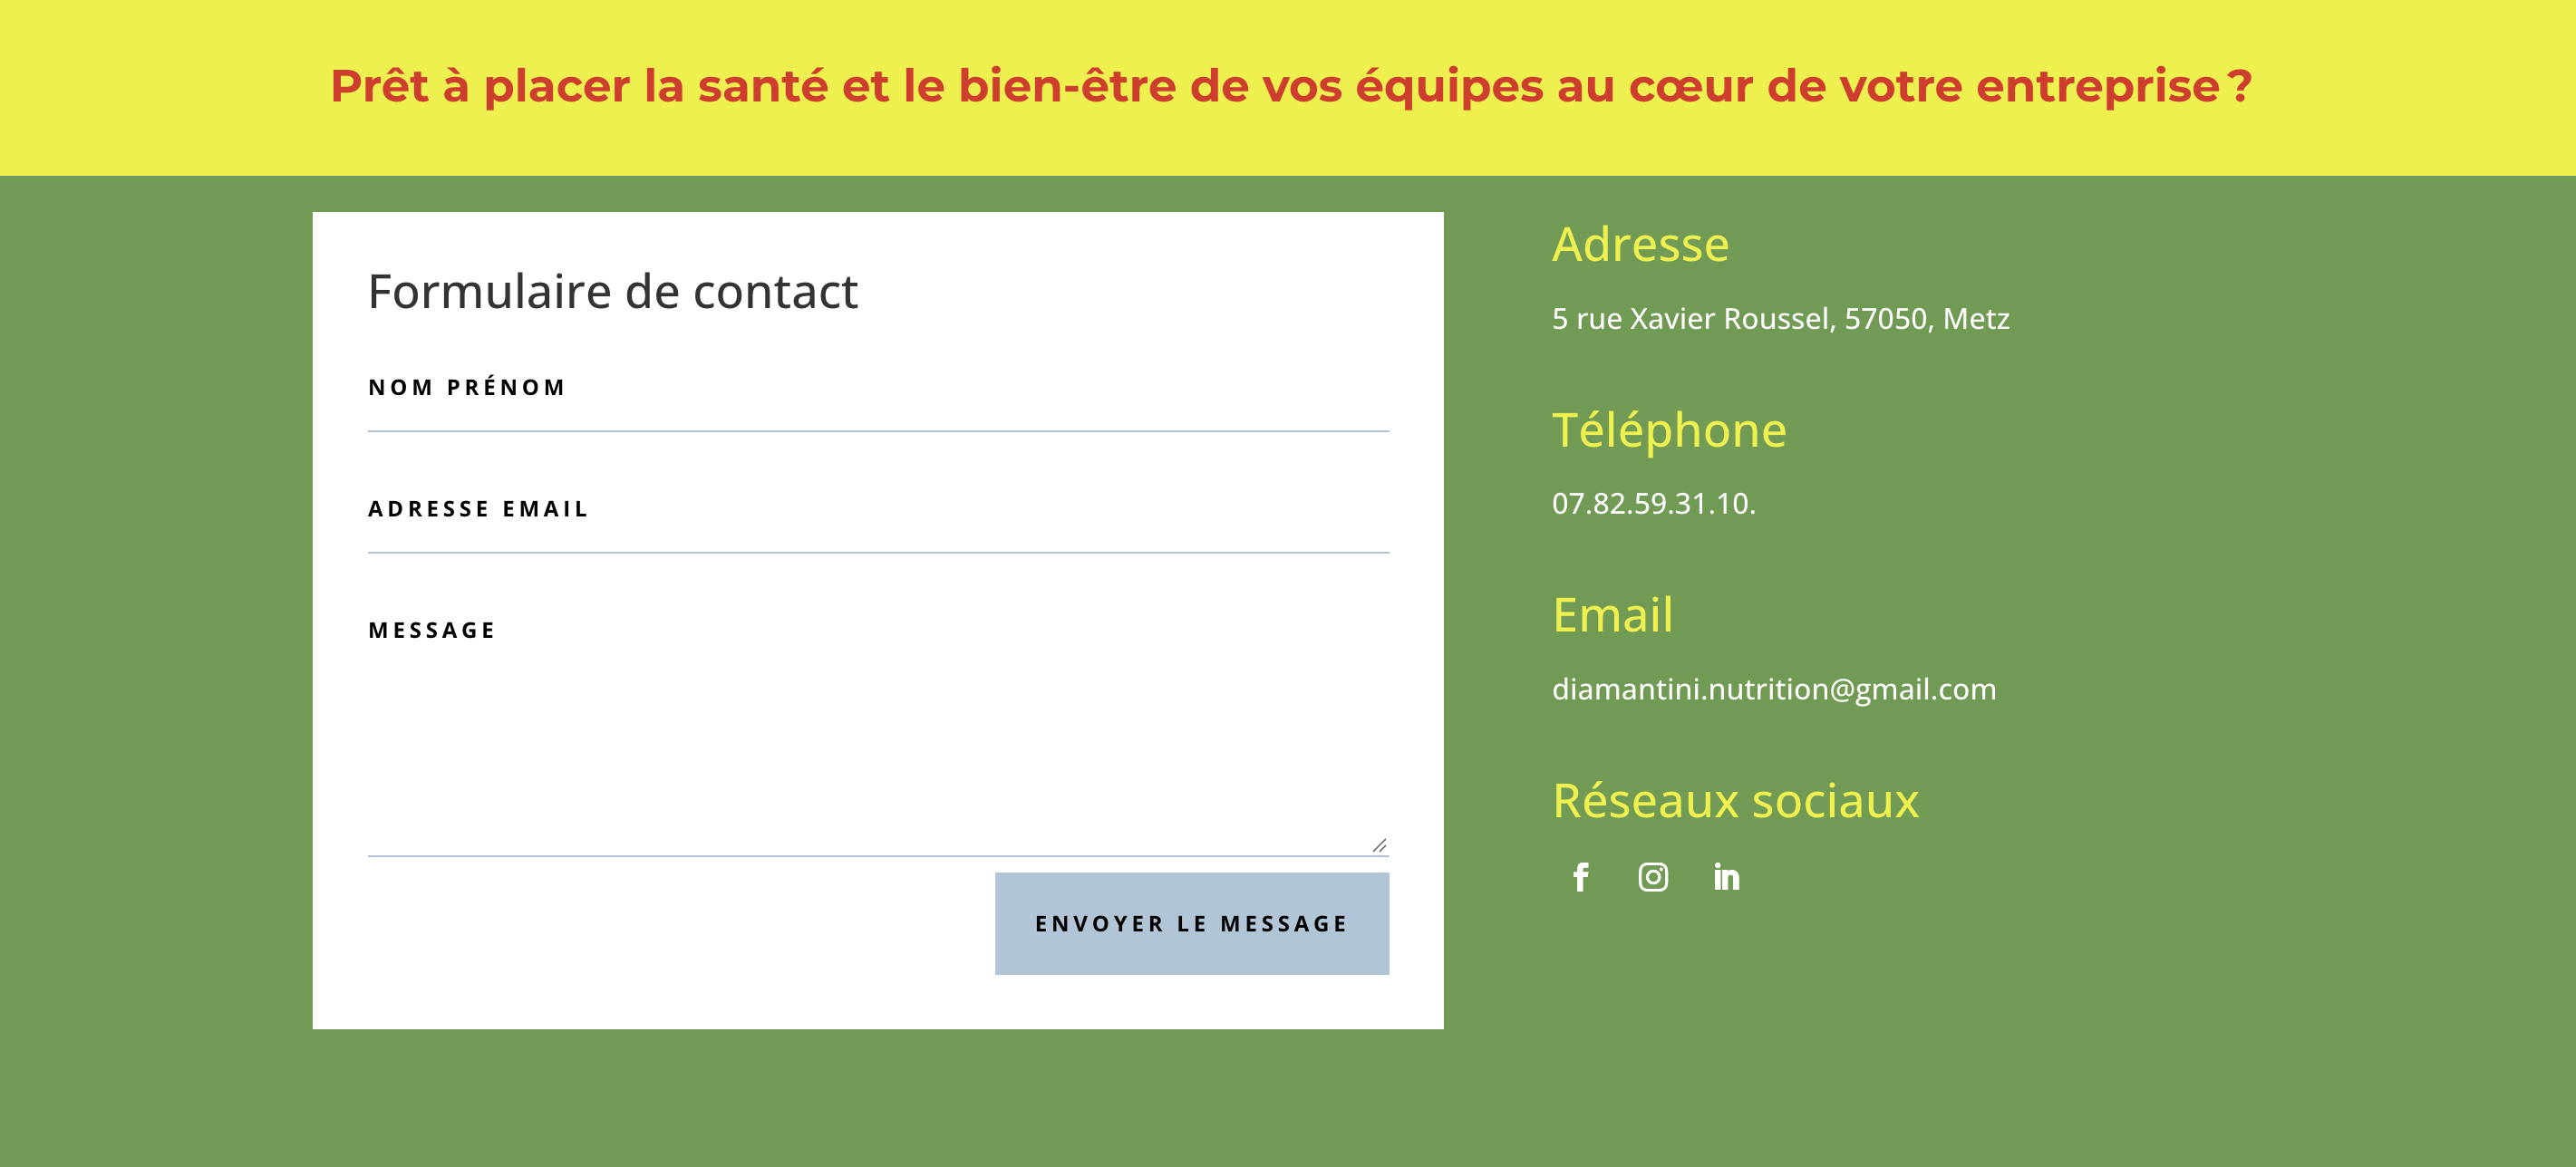 Prêt à placer la santé et le bien-être de vos équipes au cœur de votre entreprise ?
Formulaire de contact
NOM PRÉNOM
ADRESSE EMAIL
MESSAGE
ENVOYER LE MESSAGE
Adresse
5 rue Xavier Roussel, 57050, Metz
Téléphone
07.82.59.31.10.
Email
diamantini.nutrition@gmail.com
Réseaux sociaux